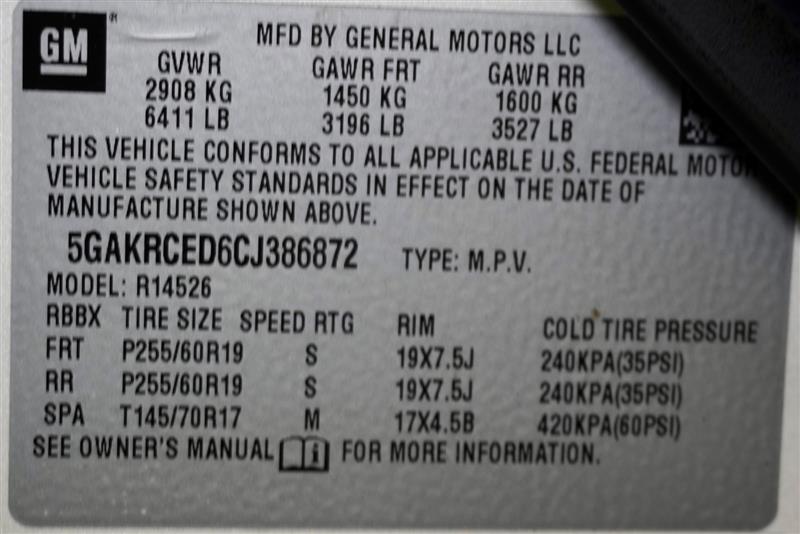 GM
MFD BY GENERAL MOTORS LLC
GVWR GAWR FRT GAWR RR
2908 KG 1450 KG 1600 KG
6411 LB 3196 LB 3527 LB
THIS VEHICLE CONFORMS TO ALL APPLICABLE U.S. FEDERAL MOTOR
VEHICLE SAFETY STANDARDS IN EFFECT ON THE DATE OF
MANUFACTURE SHOWN ABOVE.
5GAKRCED6CJ386872 TYPE: M.P.V.
MODEL: R14526
RBBX TIRE SIZE SPEED RTG RIM COLD TIRE PRESSURE
FRT P255/60R19 S 19X7.5J 240KPA(35PSI)
RR P255/60R19 S 19X7.5J 240KPA(35PSI)
SPA T145/70R17 M 17X4.5B 420KPA(60PSI)
SEE OWNER'S MANUAL i FOR MORE INFORMATION.